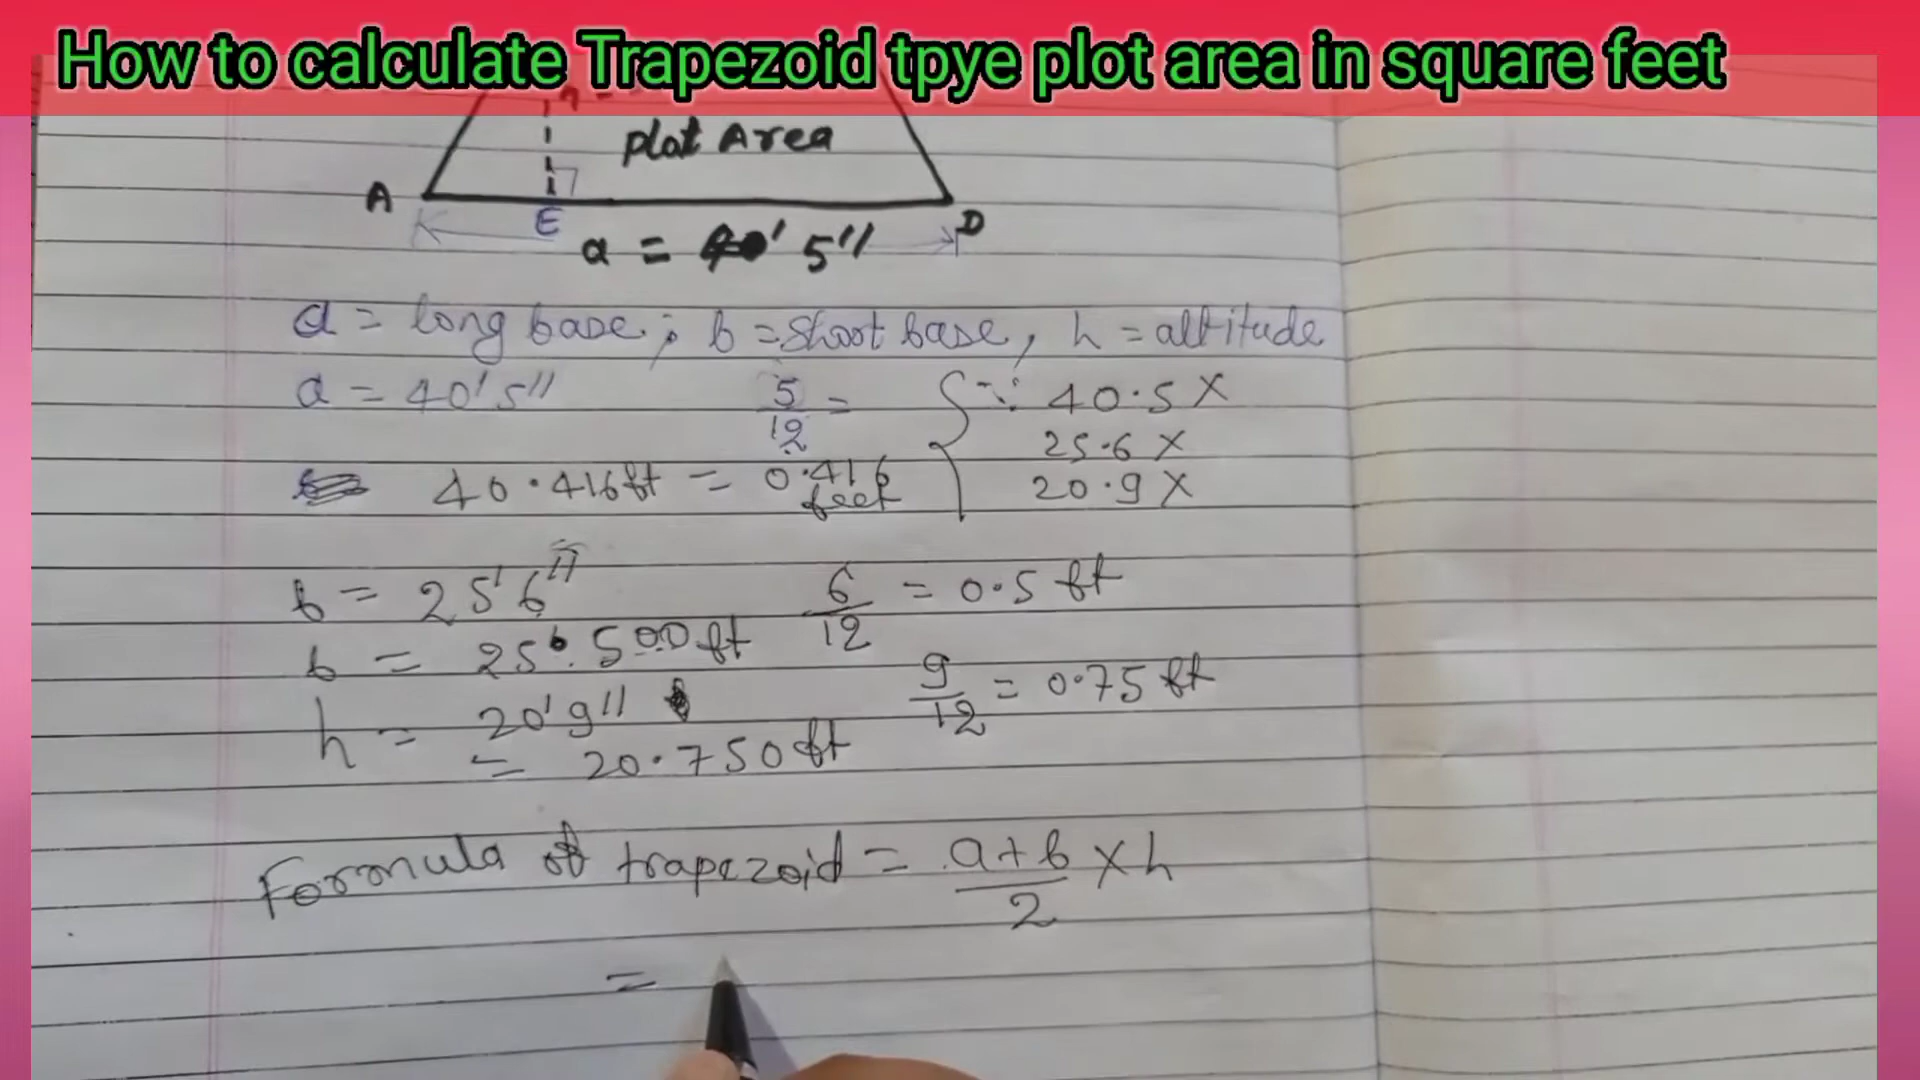 How to calculate Trapezoid tpye plot area in square feet
Plot Area
A
E
D
a = 40' 5"
a = long base; b = short base, h = altitude
a = 40' 5" 5/12 = ∵ 40.5 X
25.6 X
40.416 ft = 0.416 feet 20.9 X
b = 25' 6" 6/12 = 0.5 ft
b = 25.500 ft
h = 20' 9" 9/12 = 0.75 ft
= 20.750 ft
Formula of trapezoid = a+b/2 X h
=